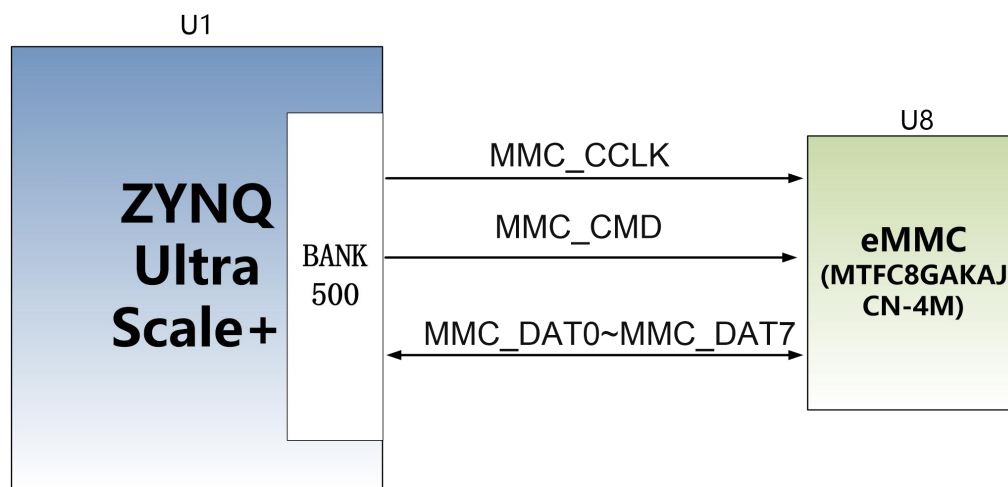 U1
U8
ZYNQ
Ultra
Scale+
BANK
500
MMC_CCLK
MMC_CMD
MMC_DAT0~MMC_DAT7
eMMC
(MTFC8GAKAJ
CN-4M)